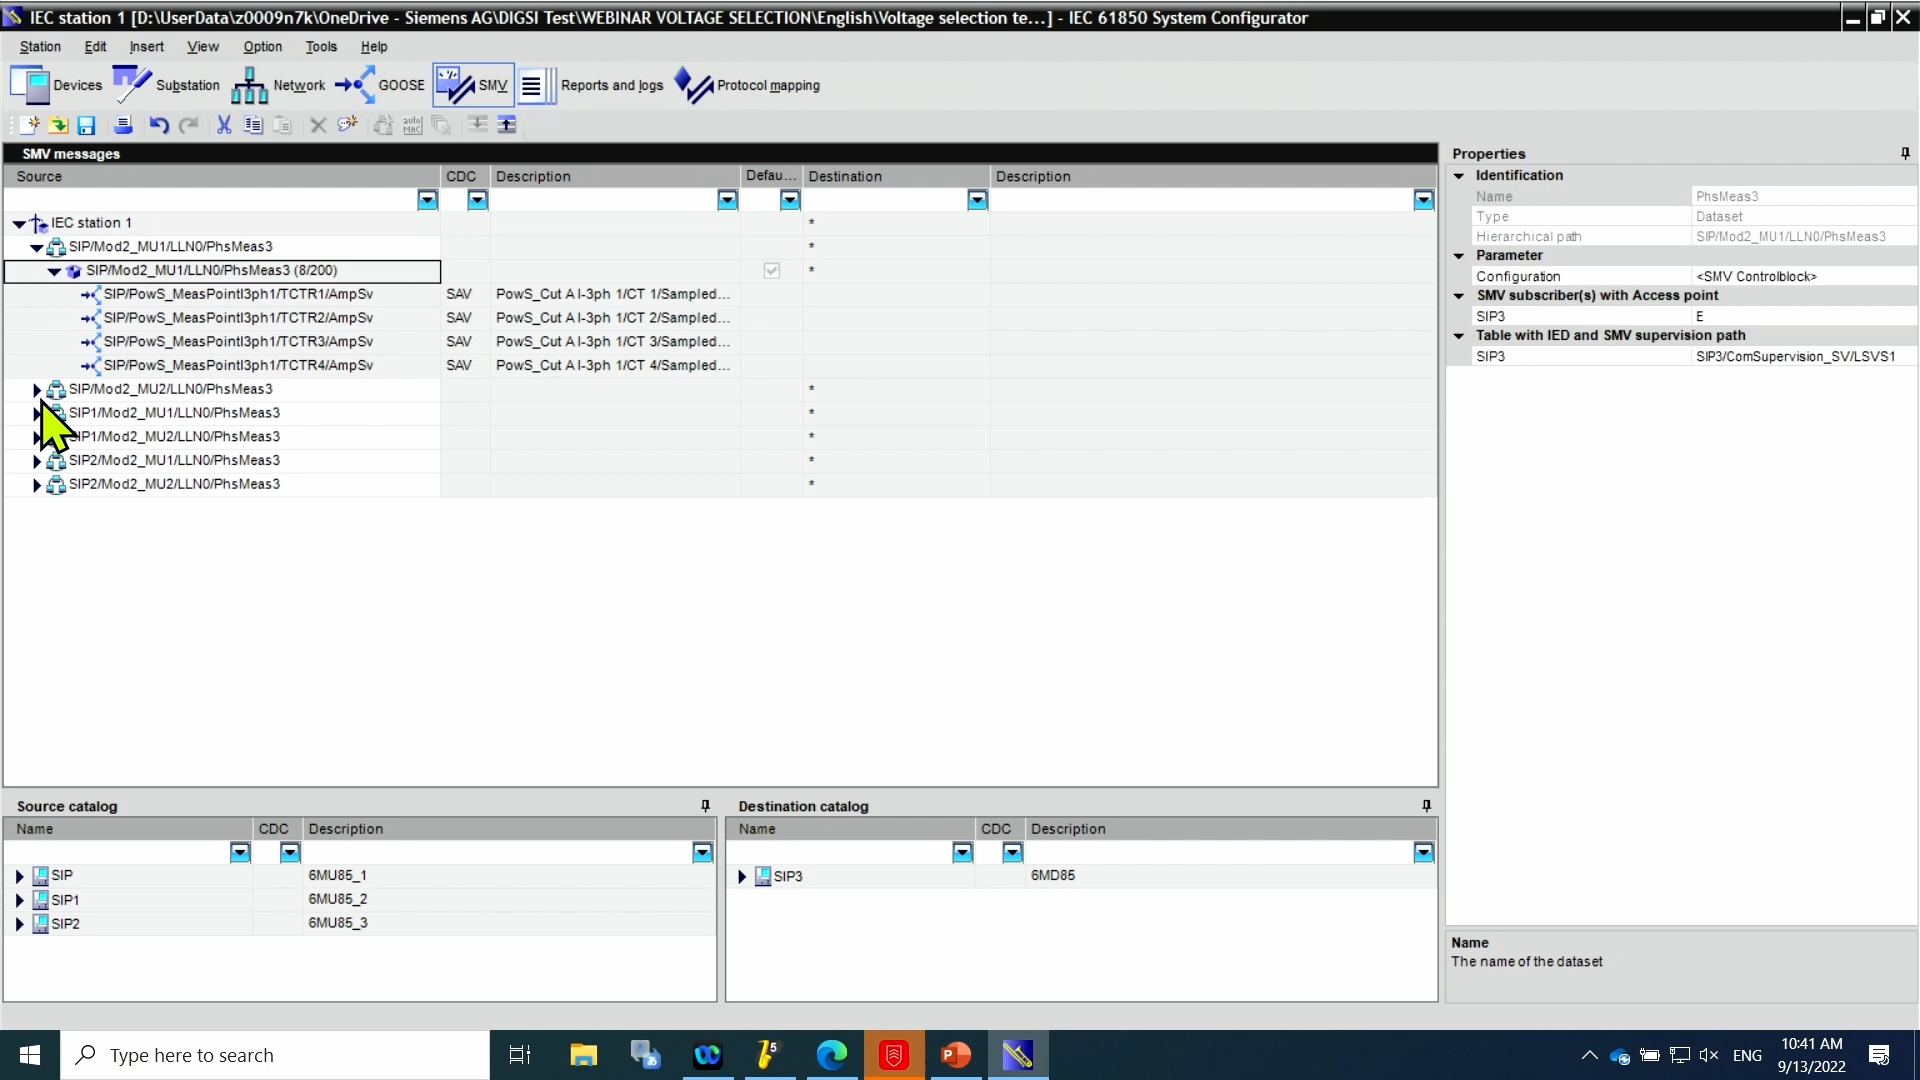 IEC station 1 [D:\UserData\z0009n7k\OneDrive - Siemens AG\DIGSI Test\WEBINAR VOLTAGE SELECTION\English\Voltage selection te...] - IEC 61850 System Configurator
Station Edit Insert View Option Tools Help
Devices Substation Network GOOSE SMV Reports and logs Protocol mapping
SMV messages
Source CDC Description Defau... Destination Description
IEC station 1 *
SIP/Mod2_MU1/LLN0/PhsMeas3 *
SIP/Mod2_MU1/LLN0/PhsMeas3 (8/200) *
SIP/PowS_MeasPointI3ph1/TCTR1/AmpSv SAV PowS_Cut A I-3ph 1/CT 1/Sampled...
SIP/PowS_MeasPointI3ph1/TCTR2/AmpSv SAV PowS_Cut A I-3ph 1/CT 2/Sampled...
SIP/PowS_MeasPointI3ph1/TCTR3/AmpSv SAV PowS_Cut A I-3ph 1/CT 3/Sampled...
SIP/PowS_MeasPointI3ph1/TCTR4/AmpSv SAV PowS_Cut A I-3ph 1/CT 4/Sampled...
SIP/Mod2_MU2/LLN0/PhsMeas3 *
SIP1/Mod2_MU1/LLN0/PhsMeas3 *
SIP1/Mod2_MU2/LLN0/PhsMeas3 *
SIP2/Mod2_MU1/LLN0/PhsMeas3 *
SIP2/Mod2_MU2/LLN0/PhsMeas3 *
Properties
Identification
Name PhsMeas3
Type Dataset
Hierarchical path SIP/Mod2_MU1/LLN0/PhsMeas3
Parameter
Configuration <SMV Controlblock>
SMV subscriber(s) with Access point
SIP3 E
Table with IED and SMV supervision path
SIP3 SIP3/ComSupervision_SV/LSVS1
Name
The name of the dataset
Source catalog
Name CDC Description
SIP 6MU85_1
SIP1 6MU85_2
SIP2 6MU85_3
Destination catalog
Name CDC Description
SIP3 6MD85
Type here to search
ENG
10:41 AM
9/13/2022